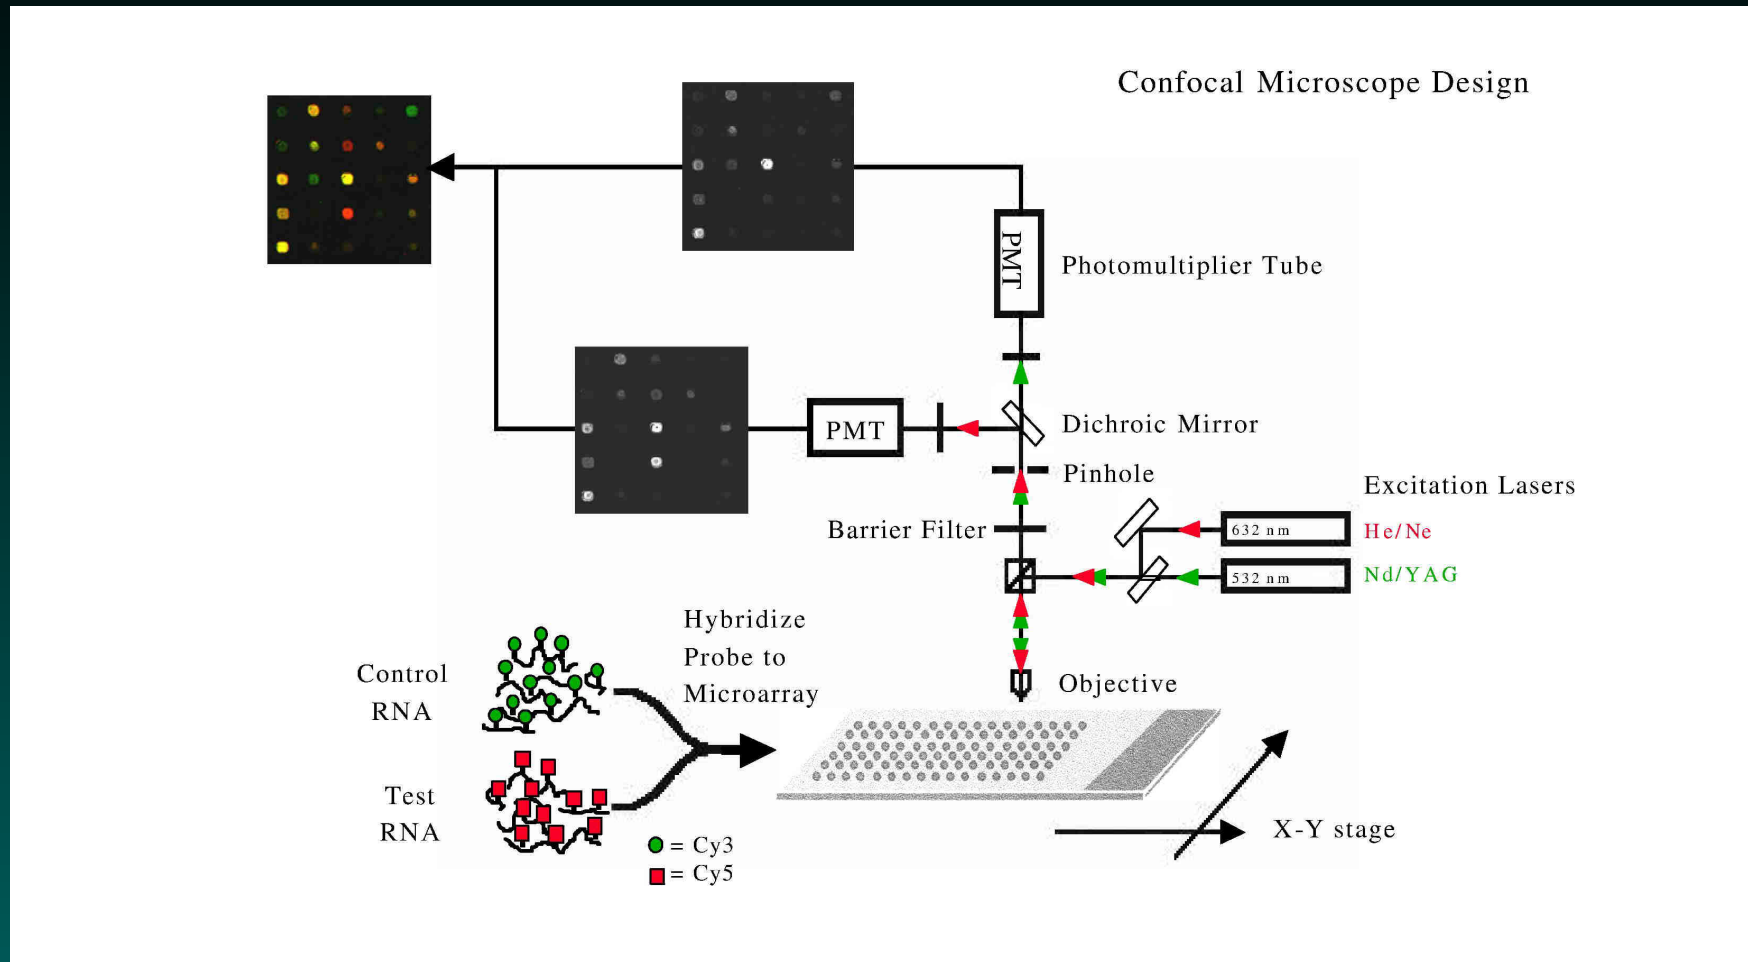 Confocal Microscope Design
PMT
Photomultiplier Tube
PMT
Dichroic Mirror
Pinhole
Excitation Lasers
Barrier Filter
632 nm
He/Ne
532 nm
Nd/YAG
Hybridize
Probe to
Microarray
Control
RNA
Objective
Test
RNA
= Cy3
= Cy5
X-Y stage